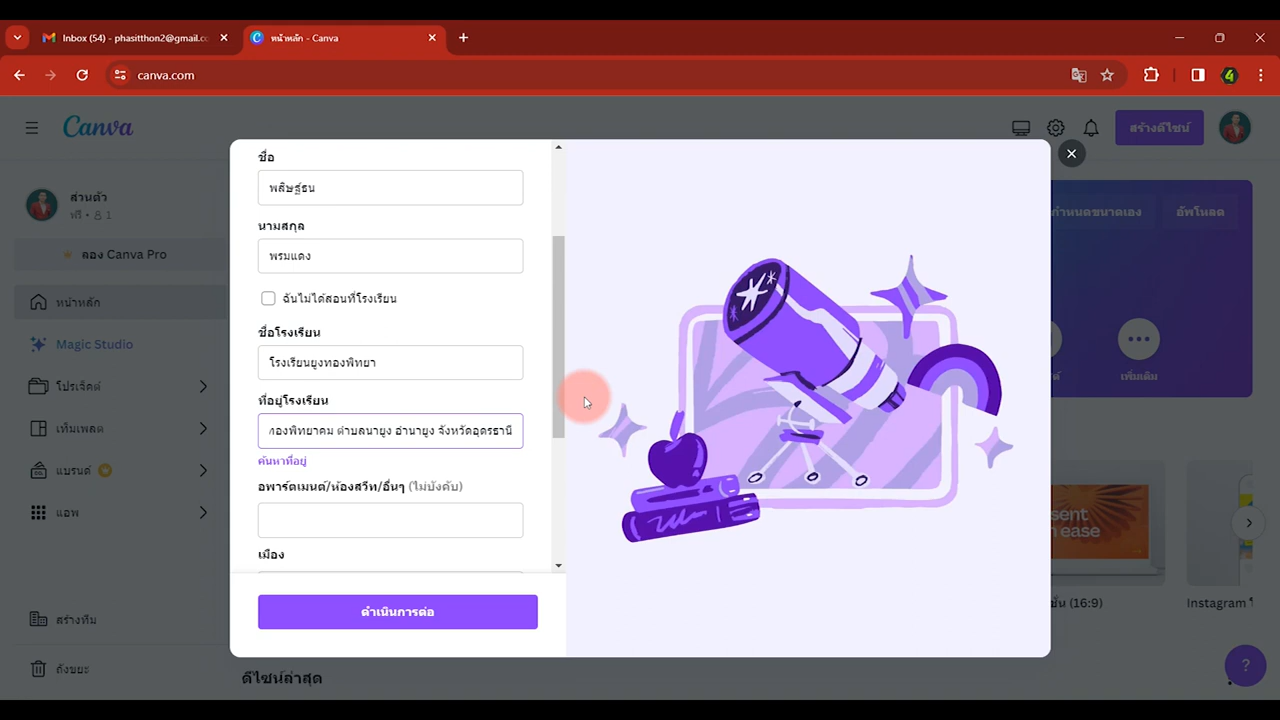 Inbox (54) - phasitthon2@gmail.cc
หน้าหลัก - Canva
canva.com
Canva
สร้างดีไซน์
ส่วนตัว
ฟรี • 1
ลอง Canva Pro
หน้าหลัก
Magic Studio
โปรเจ็คต์
เท็มเพลต
แบรนด์
แอพ
สร้างทีม
ถังขยะ
ชื่อ
พสิษฐ์ธน
นามสกุล
พรมแดง
ฉันไม่ได้สอนที่โรงเรียน
ชื่อโรงเรียน
โรงเรียนยูงทองพิทยา
ที่อยู่โรงเรียน
ทองพิทยาคม ตำบลนายูง อำนายูง จังหวัดอุดรธานี
ค้นหาที่อยู่
อพาร์ตเมนต์/ห้องสวีท/อื่นๆ (ไม่บังคับ)
เมือง
ดำเนินการต่อ
กำหนดขนาดเอง
อัพโหลด
เพิ่มเติม
(16:9)
Instagram
ดีไซน์ล่าสุด